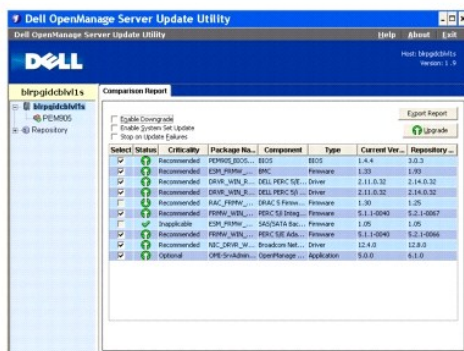 Dell OpenManage Server Update Utility
Dell OpenManage Server Update Utility Help About Exit
DELL
Host: blrpgidcblvl1s
Version: 1.9
blrpgidcblvl1s
Comparison Report
blrpgidcblvl1s
PEM905
Repository
Export Report
Enable Downgrade
Enable System Set Update
Stop on Update Failures
Upgrade
Select Status Criticality Package Na... Component Type Current Ver... Repository ...
Recommended PEM905_BIOS... BIOS BIOS 1.4.4 3.0.3
Recommended ESM_FRMW_... BMC Firmware 1.33 1.93
Recommended DRVR_WIN_R... DELL PERC 5/E... Driver 2.11.0.32 2.14.0.32
Recommended DRVR_WIN_R... DELL PERC 5/i ... Driver 2.11.0.32 2.14.0.32
Recommended RAC_FRMW_... DRAC 5 Firmw... Firmware 1.30 1.25
Recommended FRMW_WIN_... PERC 5/i Integ... Firmware 5.1.1-0040 5.2.1-0067
Inapplicable ESM_FRMW_... SAS/SATA Bac... Firmware 1.05 1.05
Recommended FRMW_WIN_... PERC 5/E Ada... Firmware 5.1.1-0040 5.2.1-0066
Recommended NIC_DRVR_W... Broadcom Net... Driver 12.4.0 12.8.0
Optional OMI-SrvAdmin... OpenManage ... Application 5.0.0 6.1.0